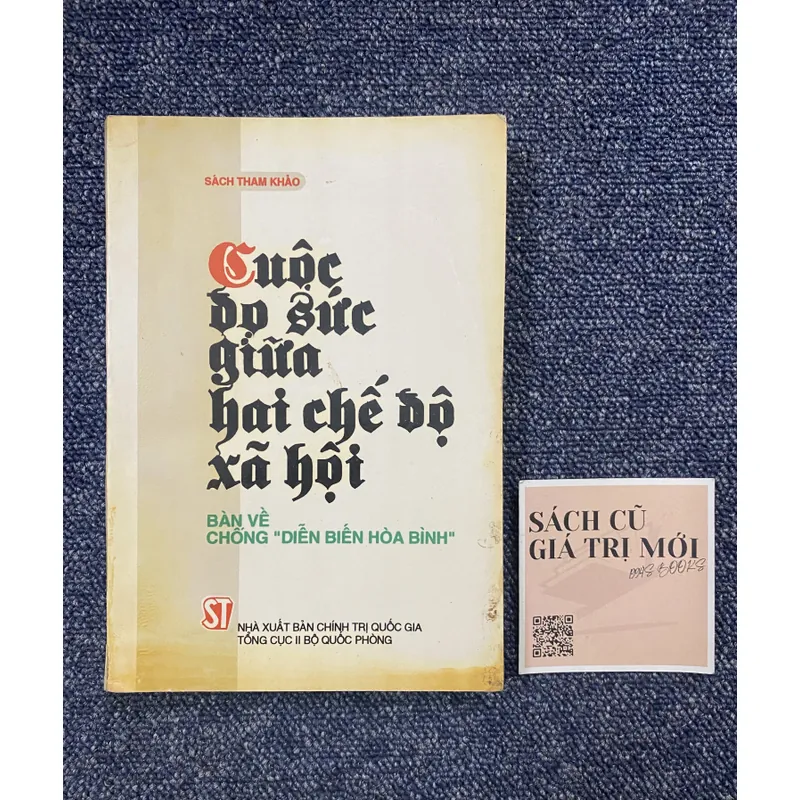 SÁCH THAM KHẢO
Cuộc
đọ sức
giữa
hai chế độ
xã hội
BÀN VỀ
CHỐNG "DIỄN BIẾN HÒA BÌNH"
ST
NHÀ XUẤT BẢN CHÍNH TRỊ QUỐC GIA
TỔNG CỤC II BỘ QUỐC PHÒNG
SÁCH CŨ
GIÁ TRỊ MỚI